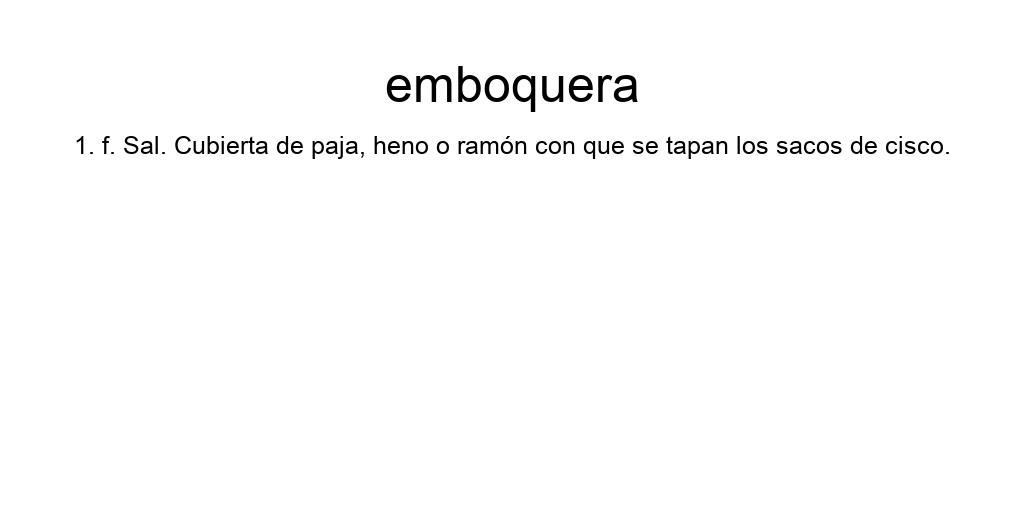 emboquera
1. f. Sal. Cubierta de paja, heno o ramón con que se tapan los sacos de cisco.